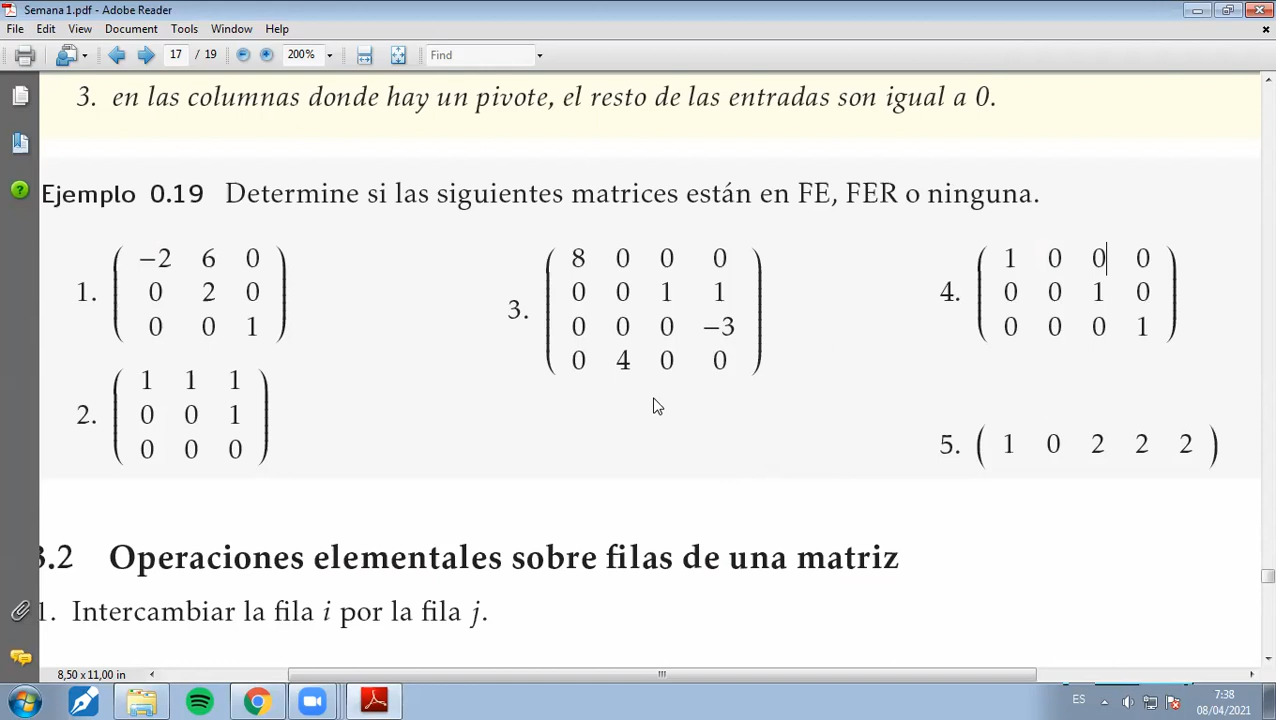 Semana 1.pdf - Adobe Reader
File Edit View Document Tools Window Help
17 / 19 200% Find
3. en las columnas donde hay un pivote, el resto de las entradas son igual a 0.
Ejemplo 0.19 Determine si las siguientes matrices están en FE, FER o ninguna.
1.
−2 6 0
0 2 0
0 0 1
2.
1 1 1
0 0 1
0 0 0
3.
8 0 0 0
0 0 1 1
0 0 0 −3
0 4 0 0
4.
1 0 0 0
0 0 1 0
0 0 0 1
5. ( 1 0 2 2 2 )
3.2 Operaciones elementales sobre filas de una matriz
1. Intercambiar la fila i por la fila j.
8,50 x 11,00 in
ES 7:38
08/04/2021